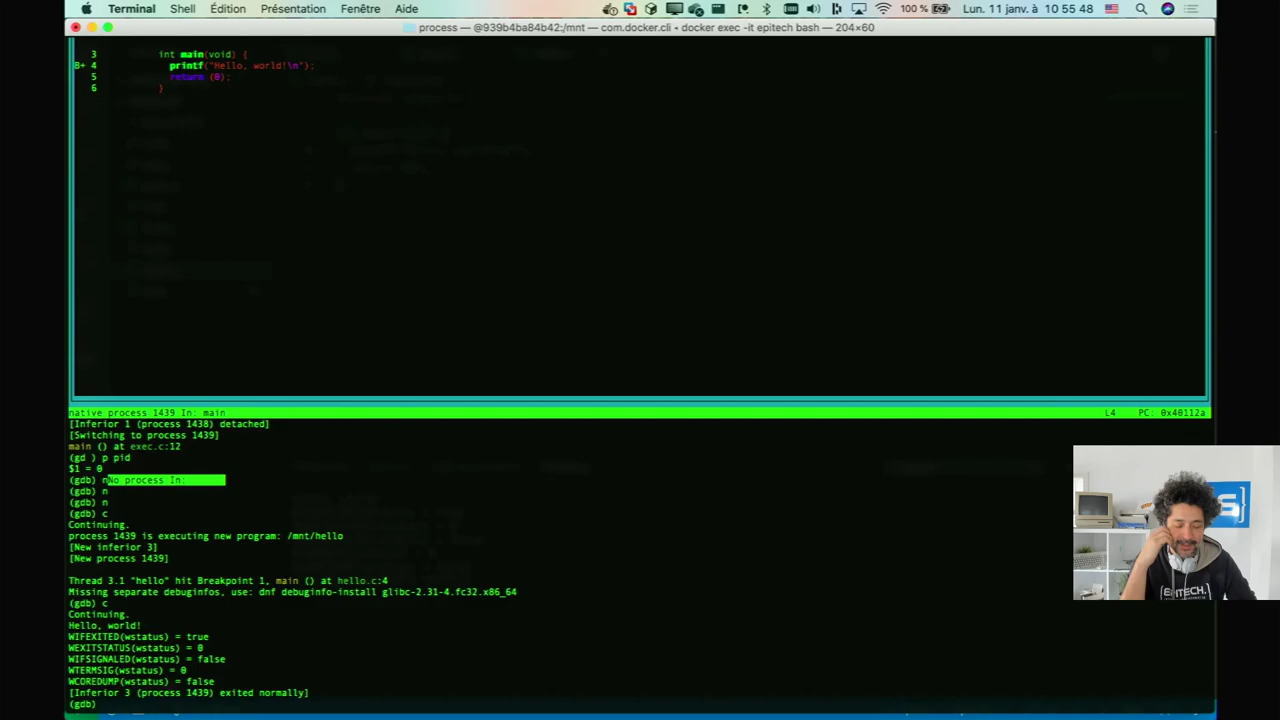 Terminal Shell Édition Présentation Fenêtre Aide 100 % Lun. 11 janv. à 10 55 48
process — @939b4ba84b42:/mnt — com.docker.cli ◂ docker exec -it epitech bash — 204×60
3 int main(void) {
B+ 4 printf("Hello, world!\n");
5 return (0);
6 }
native process 1439 In: main L4 PC: 0x40112a
[Inferior 1 (process 1438) detached]
[Switching to process 1439]
main () at exec.c:12
(gd ) p pid
$1 = 0
(gdb) nNo process In:
(gdb) n
(gdb) n
(gdb) c
Continuing.
process 1439 is executing new program: /mnt/hello
[New inferior 3]
[New process 1439]
Thread 3.1 "hello" hit Breakpoint 1, main () at hello.c:4
Missing separate debuginfos, use: dnf debuginfo-install glibc-2.31-4.fc32.x86_64
(gdb) c
Continuing.
Hello, world!
WIFEXITED(wstatus) = true
WEXITSTATUS(wstatus) = 0
WIFSIGNALED(wstatus) = false
WTERMSIG(wstatus) = 0
WCOREDUMP(wstatus) = false
[Inferior 3 (process 1439) exited normally]
(gdb)
{EPITECH.